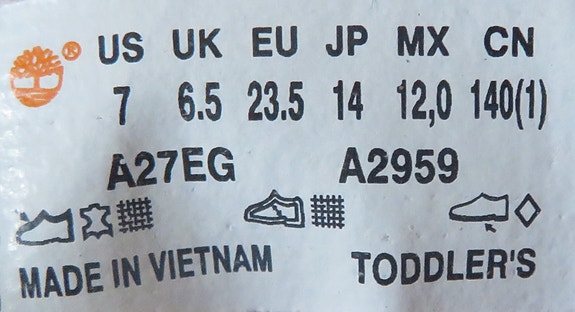 US UK EU JP MX CN
7 6.5 23.5 14 12,0 140(1)
A27EG A2959
MADE IN VIETNAM TODDLER'S